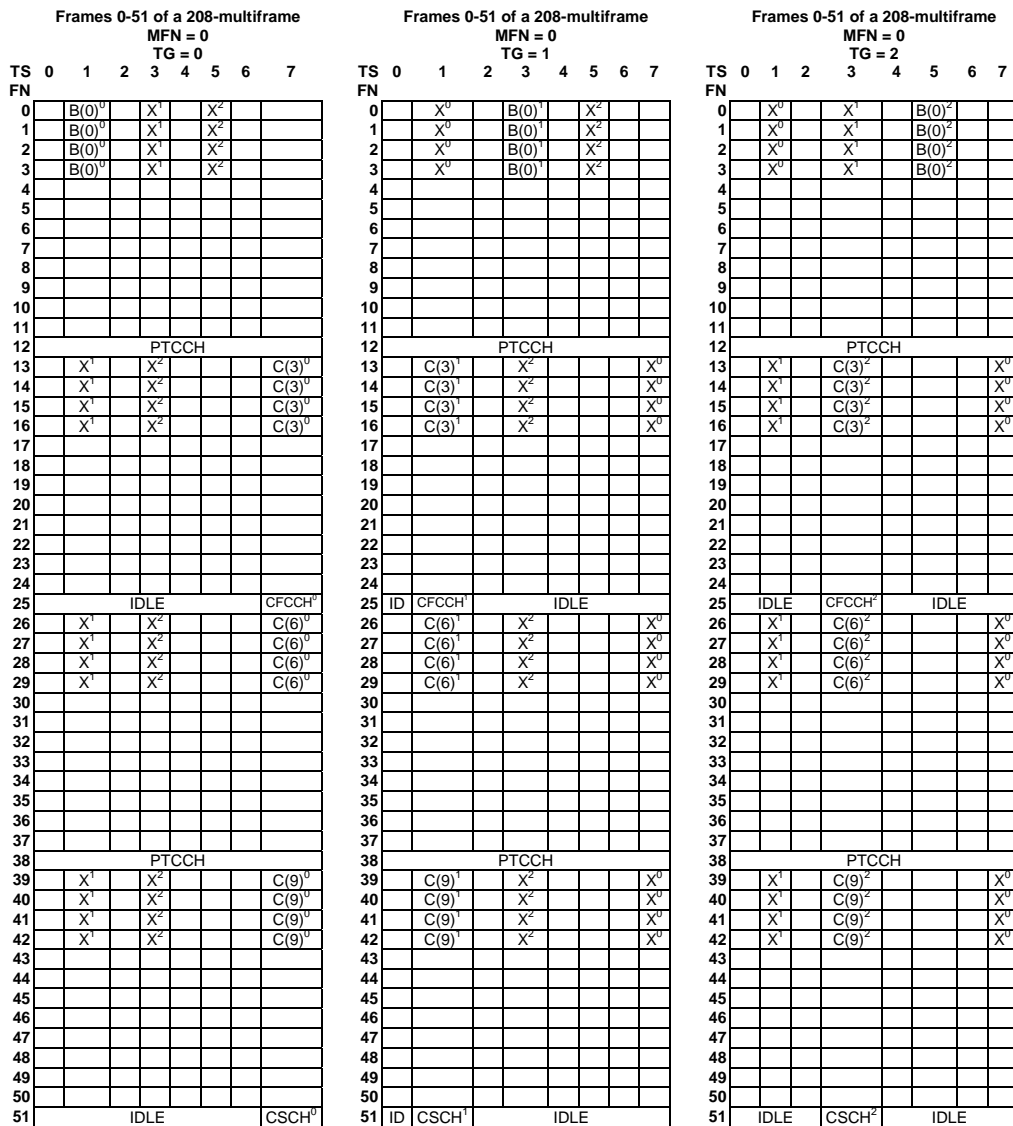 Frames 0-51 of a 208-multiframe
MFN = 0
TG = 0
TS 0 1 2 3 4 5 6 7
FN
0 B(0)⁰ X¹ X²
1 B(0)⁰ X¹ X²
2 B(0)⁰ X¹ X²
3 B(0)⁰ X¹ X²
4
5
6
7
8
9
10
11
12 PTCCH
13 X¹ X² C(3)⁰
14 X¹ X² C(3)⁰
15 X¹ X² C(3)⁰
16 X¹ X² C(3)⁰
17
18
19
20
21
22
23
24
25 IDLE CFCCH⁰
26 X¹ X² C(6)⁰
27 X¹ X² C(6)⁰
28 X¹ X² C(6)⁰
29 X¹ X² C(6)⁰
30
31
32
33
34
35
36
37
38 PTCCH
39 X¹ X² C(9)⁰
40 X¹ X² C(9)⁰
41 X¹ X² C(9)⁰
42 X¹ X² C(9)⁰
43
44
45
46
47
48
49
50
51 IDLE CSCH⁰
Frames 0-51 of a 208-multiframe
MFN = 0
TG = 1
TS 0 1 2 3 4 5 6 7
FN
0 X⁰ B(0)¹ X²
1 X⁰ B(0)¹ X²
2 X⁰ B(0)¹ X²
3 X⁰ B(0)¹ X²
4
5
6
7
8
9
10
11
12 PTCCH
13 C(3)¹ X² X⁰
14 C(3)¹ X² X⁰
15 C(3)¹ X² X⁰
16 C(3)¹ X² X⁰
17
18
19
20
21
22
23
24
25 ID CFCCH¹ IDLE
26 C(6)¹ X² X⁰
27 C(6)¹ X² X⁰
28 C(6)¹ X² X⁰
29 C(6)¹ X² X⁰
30
31
32
33
34
35
36
37
38 PTCCH
39 C(9)¹ X² X⁰
40 C(9)¹ X² X⁰
41 C(9)¹ X² X⁰
42 C(9)¹ X² X⁰
43
44
45
46
47
48
49
50
51 ID CSCH¹ IDLE
Frames 0-51 of a 208-multiframe
MFN = 0
TG = 2
TS 0 1 2 3 4 5 6 7
FN
0 X⁰ X¹ B(0)²
1 X⁰ X¹ B(0)²
2 X⁰ X¹ B(0)²
3 X⁰ X¹ B(0)²
4
5
6
7
8
9
10
11
12 PTCCH
13 X¹ C(3)² X⁰
14 X¹ C(3)² X⁰
15 X¹ C(3)² X⁰
16 X¹ C(3)² X⁰
17
18
19
20
21
22
23
24
25 IDLE CFCCH² IDLE
26 X¹ C(6)² X⁰
27 X¹ C(6)² X⁰
28 X¹ C(6)² X⁰
29 X¹ C(6)² X⁰
30
31
32
33
34
35
36
37
38 PTCCH
39 X¹ C(9)² X⁰
40 X¹ C(9)² X⁰
41 X¹ C(9)² X⁰
42 X¹ C(9)² X⁰
43
44
45
46
47
48
49
50
51 IDLE CSCH² IDLE